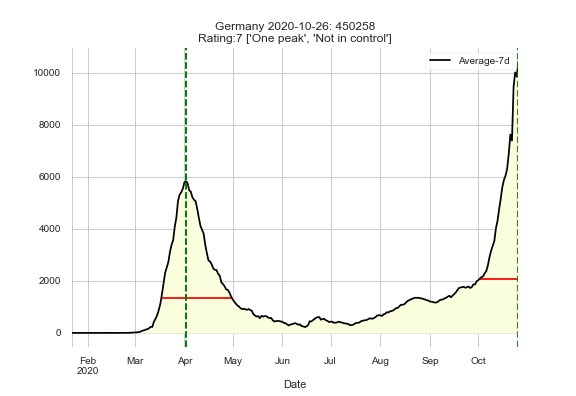 Germany 2020-10-26: 450258
Rating:7 ['One peak', 'Not in control']
Average-7d
10000
8000
6000
4000
2000
0
Feb
2020
Mar
Apr
May
Jun
Jul
Aug
Sep
Oct
Date